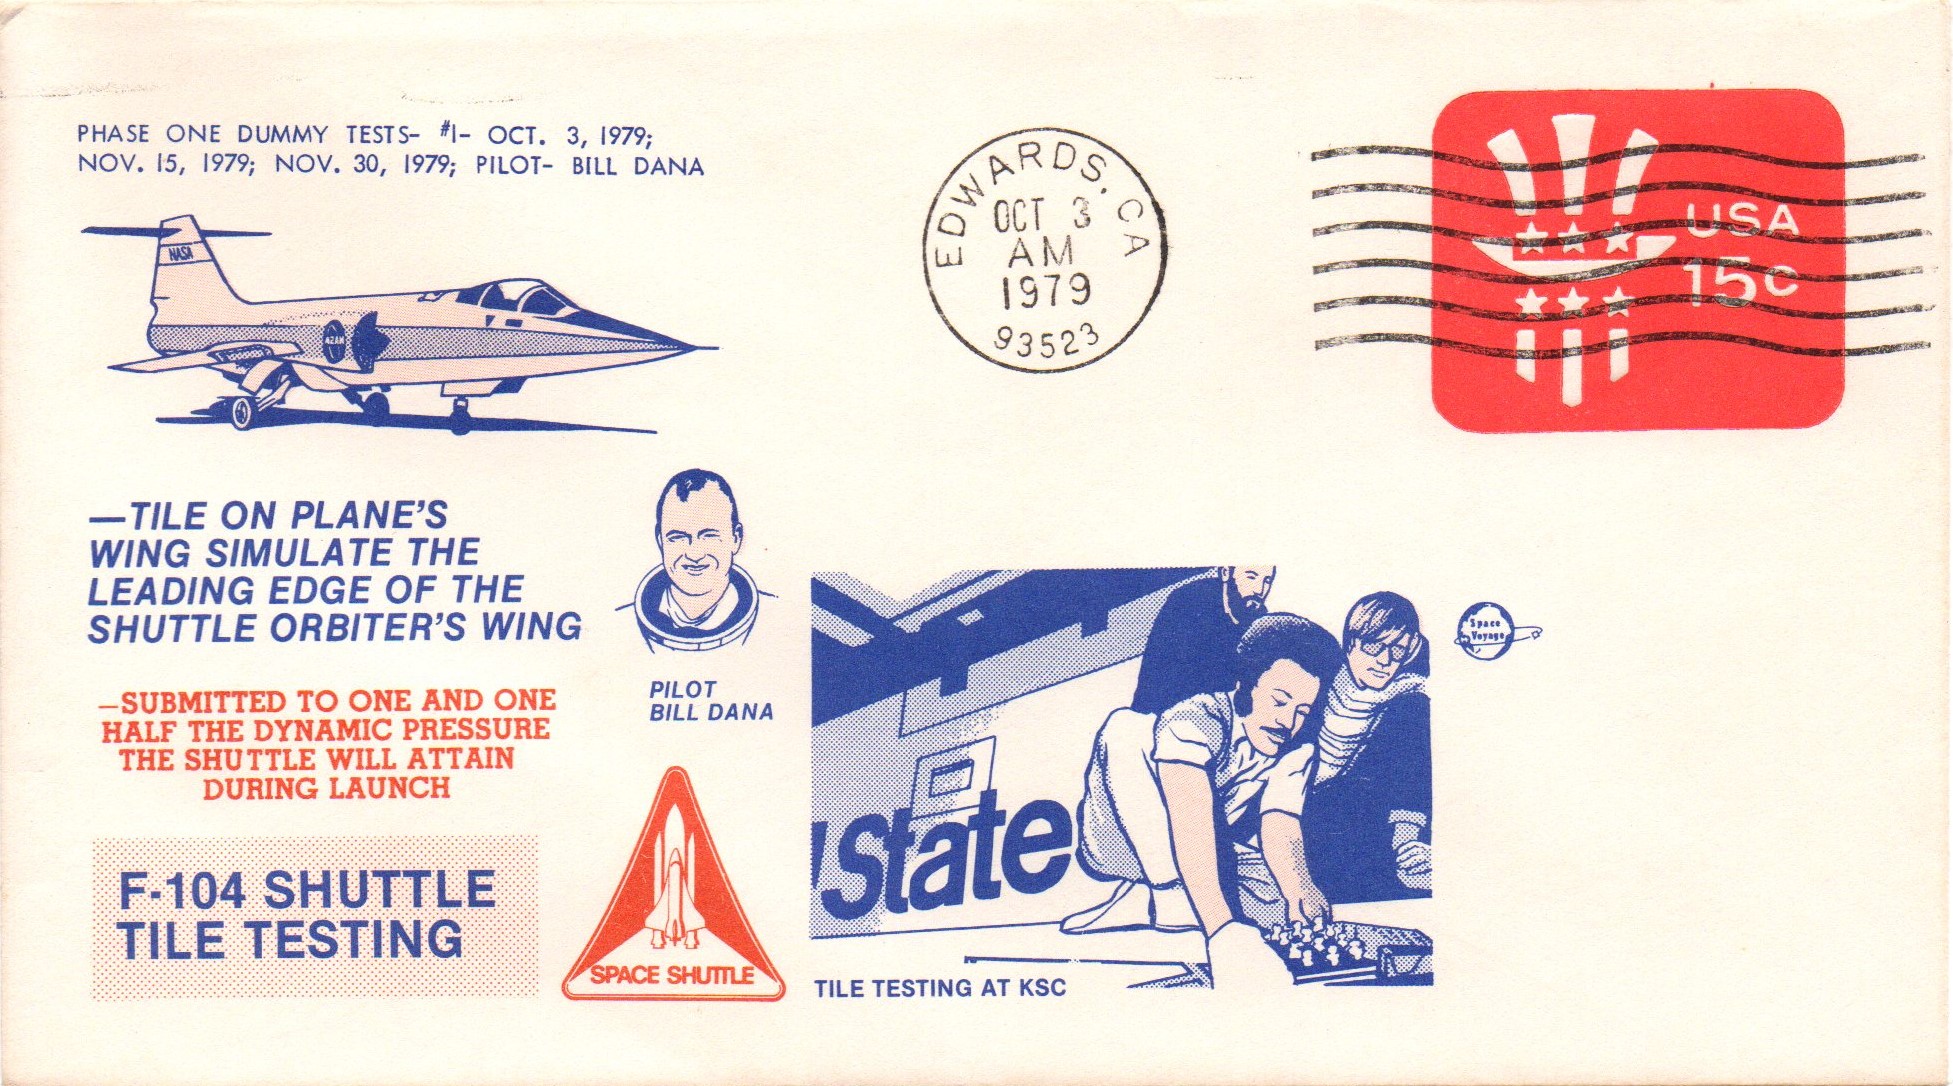 PHASE ONE DUMMY TESTS- #1- OCT. 3, 1979;
NOV. 15, 1979; NOV. 30, 1979; PILOT- BILL DANA
NASA
EDWARDS, CA
OCT 3
AM
1979
93523
USA
15c
—TILE ON PLANE'S
WING SIMULATE THE
LEADING EDGE OF THE
SHUTTLE ORBITER'S WING
PILOT
BILL DANA
—SUBMITTED TO ONE AND ONE
HALF THE DYNAMIC PRESSURE
THE SHUTTLE WILL ATTAIN
DURING LAUNCH
F-104 SHUTTLE
TILE TESTING
SPACE SHUTTLE
State
TILE TESTING AT KSC
Space
Voyage